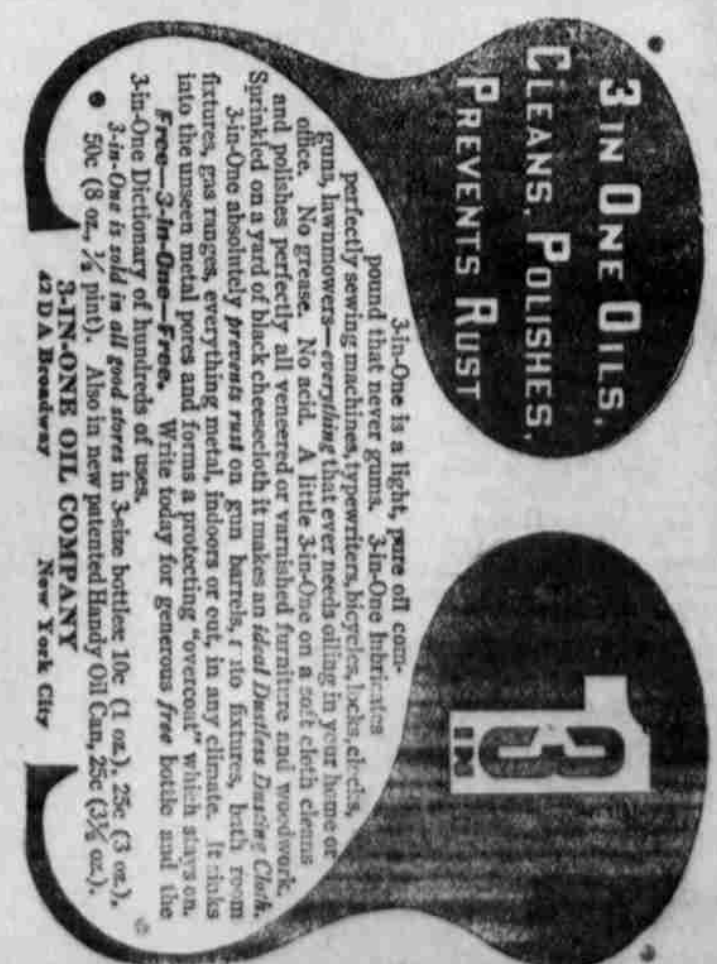 3 IN ONE OILS,
CLEANS, POLISHES,
PREVENTS RUST
3 IN 1
3-in-One is a light, pure oil com-
pound that never gums. 3-in-One lubricates
perfectly sewing machines, typewriters, bicycles, locks, clocks,
guns, lawnmowers—everything that ever needs oiling in your home or
office. No grease. No acid. A little 3-in-One on a soft cloth cleans
and polishes perfectly all veneered or varnished furniture and woodwork.
Sprinkled on a yard of black cheesecloth it makes an ideal Dustless Dusting Cloth.
3-in-One absolutely prevents rust on gun barrels, to fixtures, bath room
fixtures, gas ranges, everything metal, indoors or out, in any climate. It sinks
into the unseen metal pores and forms a protecting "overcoat" which stays on.
Free—3-in-One—Free. Write today for generous free bottle and the
3-in-One Dictionary of hundreds of uses.
3-in-One is sold in all good stores in 3-size bottles: 10c (1 oz.), 25c (3 oz.),
50c (8 oz., ½ pint). Also in new patented Handy Oil Can, 25c (3½ oz.).
3-IN-ONE OIL COMPANY
42 D A Broadway New York City